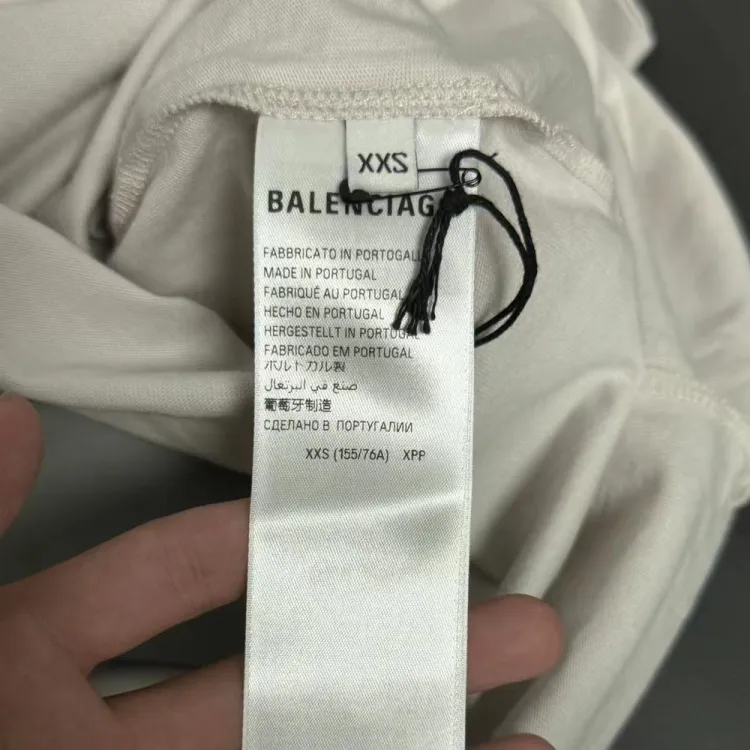 XXS
BALENCIAG
FABBRICATO IN PORTOGALL
MADE IN PORTUGAL
FABRIQUÉ AU PORTUGAL
HECHO EN PORTUGAL
HERGESTELLT IN PORTUGAL
FABRICADO EM PORTUGAL
ポルトガル製
صنع في البرتغال
葡萄牙制造
СДЕЛАНО В ПОРТУГАЛИИ
XXS (155/76A) XPP